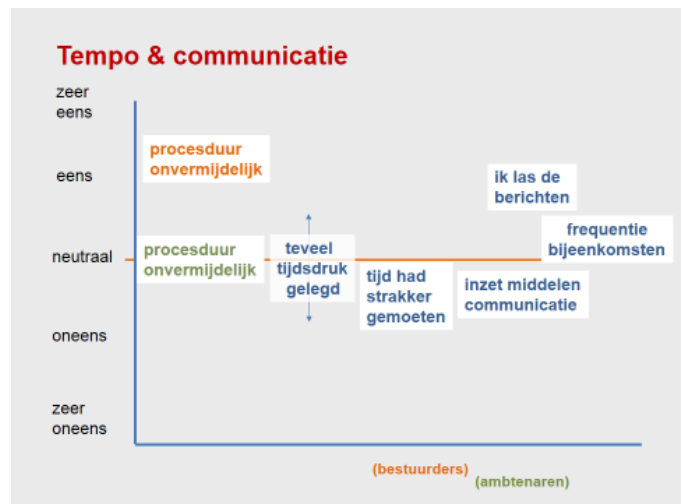 Tempo & communicatie
zeer
eens
procesduur
onvermijdelijk
eens
ik las de
berichten
frequentie
bijeenkomsten
neutraal
procesduur
onvermijdelijk
teveel
tijdsdruk
gelegd
tijd had
strakker
gemoeten
inzet middelen
communicatie
oneens
zeer
oneens
(bestuurders)
(ambtenaren)